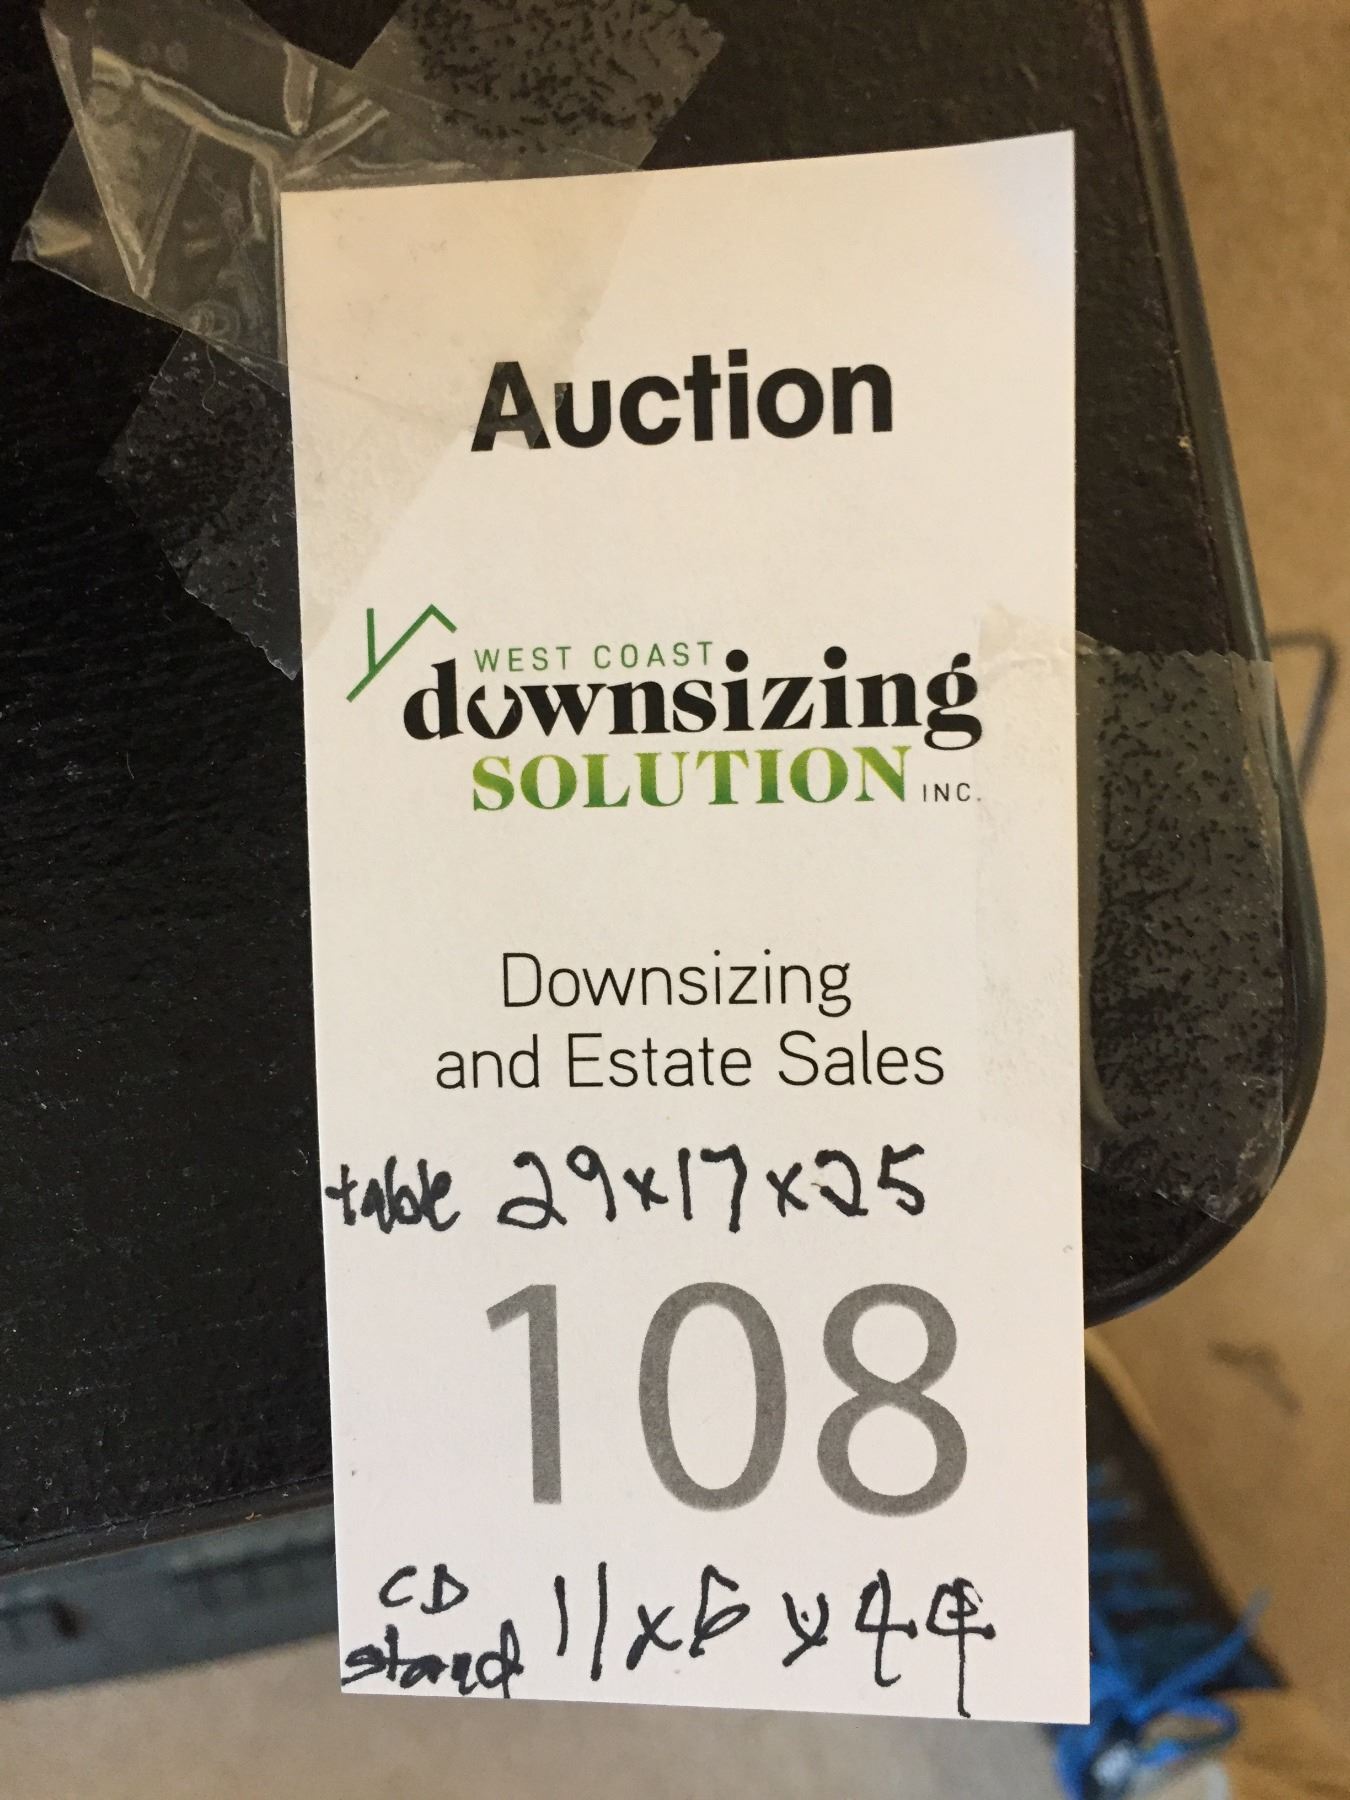 Auction
WEST COAST
downsizing
SOLUTION INC.
Downsizing
and Estate Sales
table 29x17x25
108
CD
stand 11x6x44